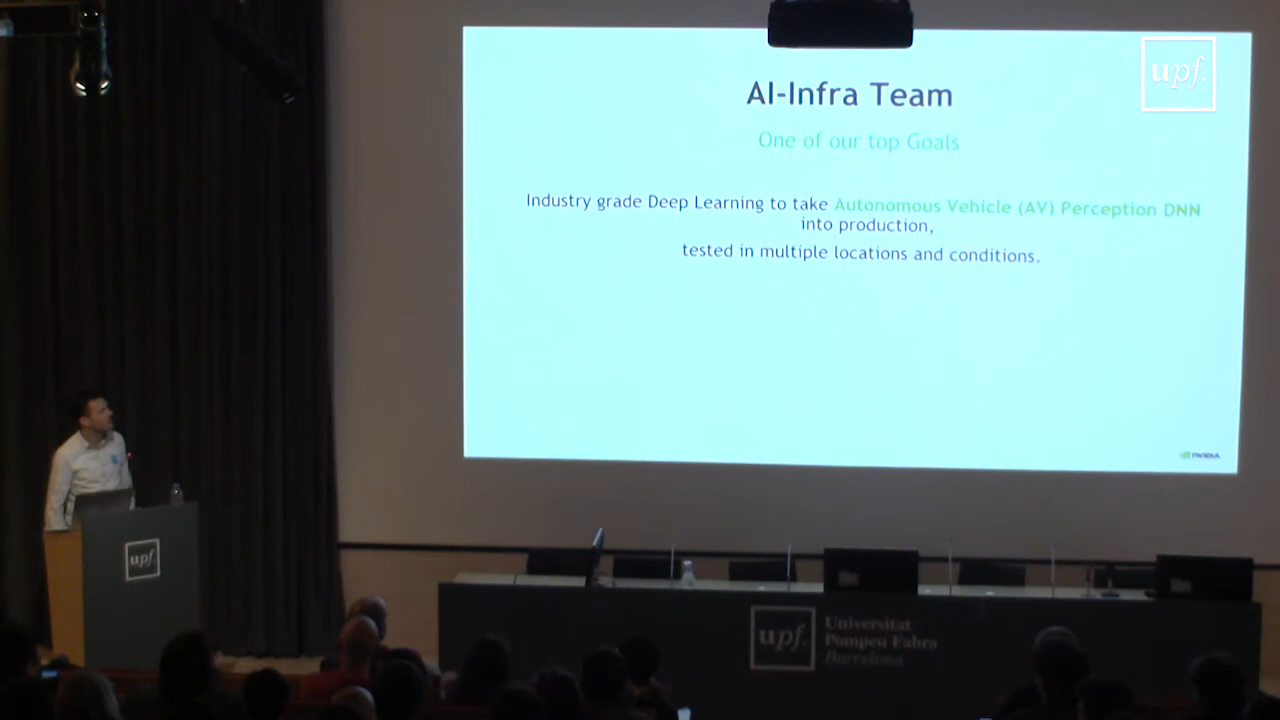 upf.
AI-Infra Team
One of our top Goals
Industry grade Deep Learning to take Autonomous Vehicle (AV) Perception DNN
into production,
tested in multiple locations and conditions.
nVIDIA
upf.
upf.
Universitat
Pompeu Fabra
Barcelona